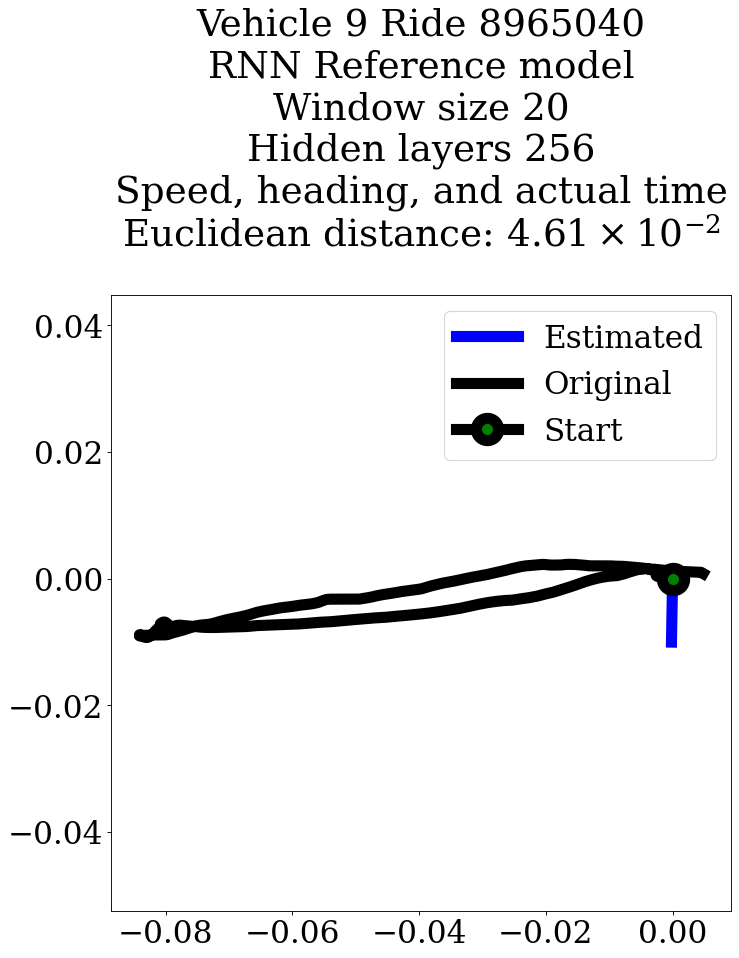 Vehicle 9 Ride 8965040
RNN Reference model
Window size 20
Hidden layers 256
Speed, heading, and actual time
Euclidean distance: 4.61 × 10⁻²
Estimated
Original
Start
0.04
0.02
0.00
−0.02
−0.04
−0.08 −0.06 −0.04 −0.02 0.00